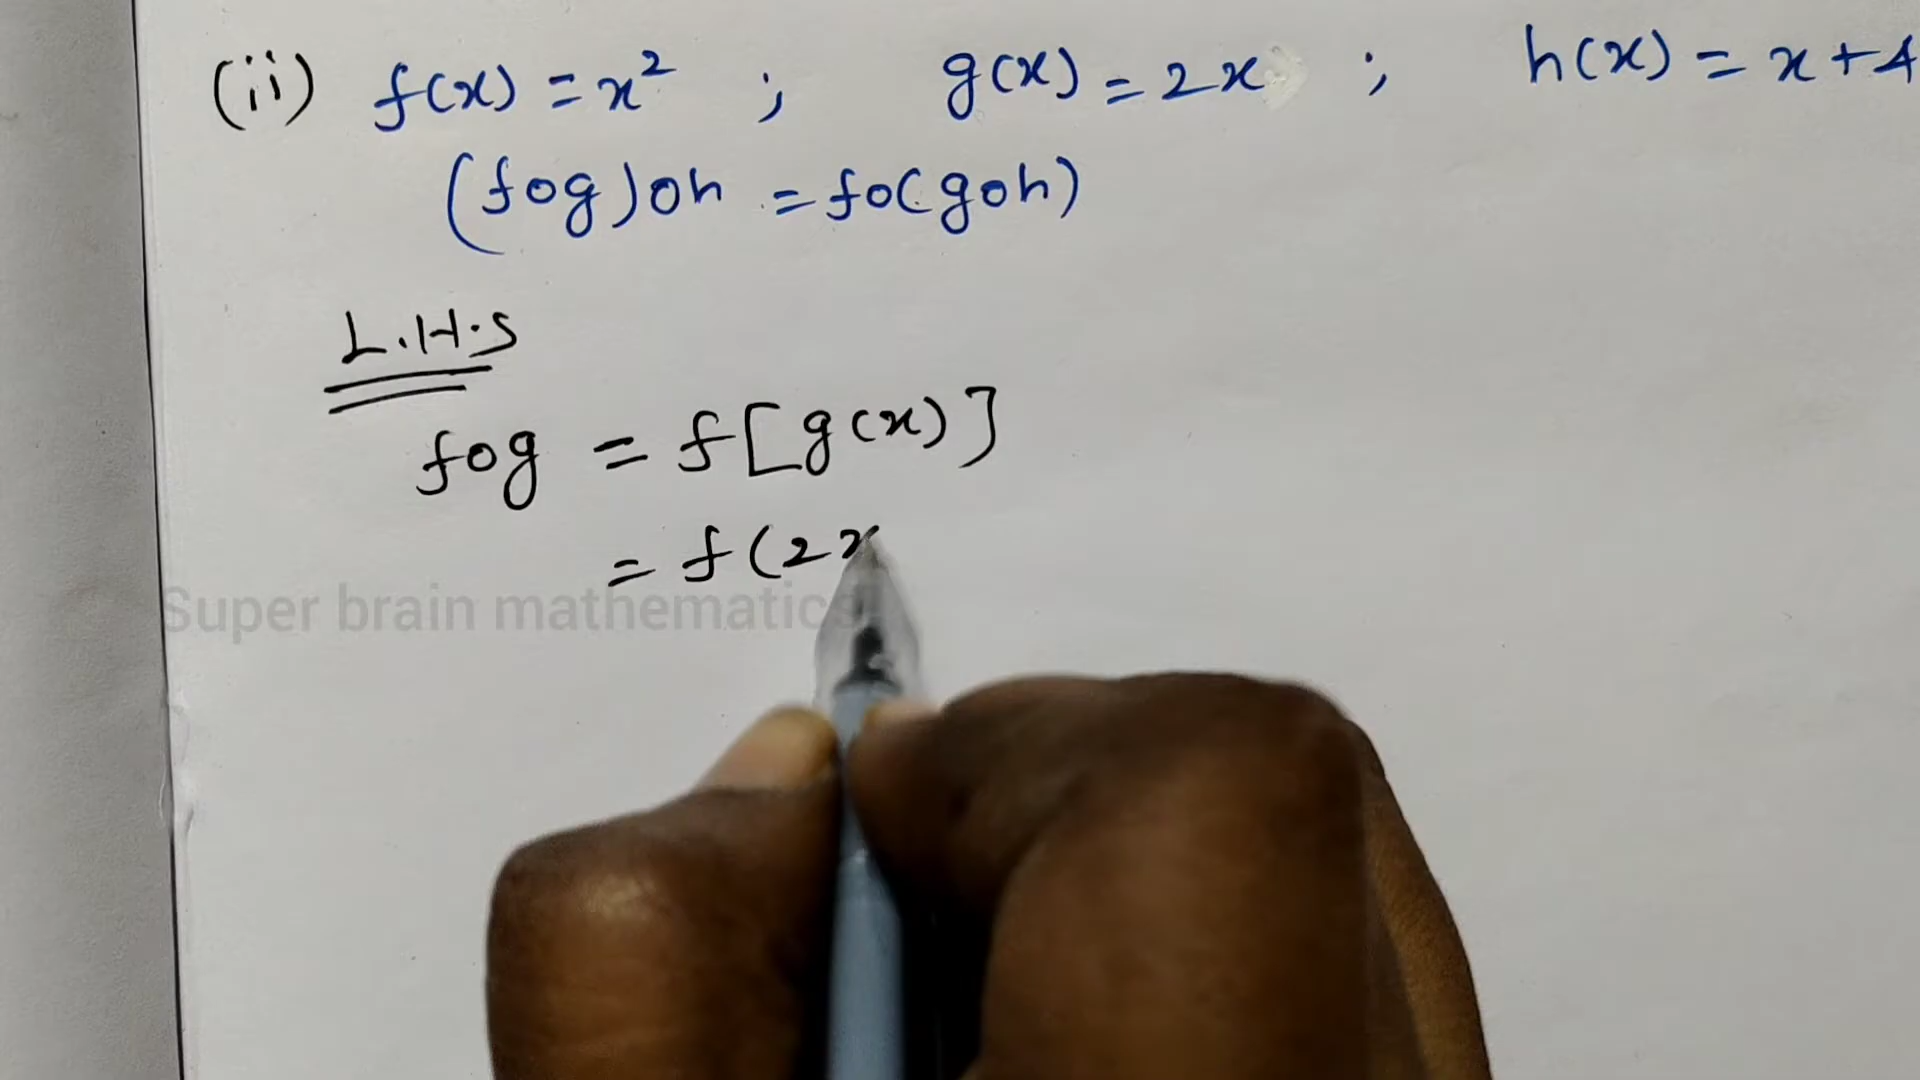 (ii) f(x) = x² ; g(x) = 2x ; h(x) = x + 4
(fog)oh = fo(goh)
L.H.S
fog = f[g(x)]
= f(2x
Super brain mathematics